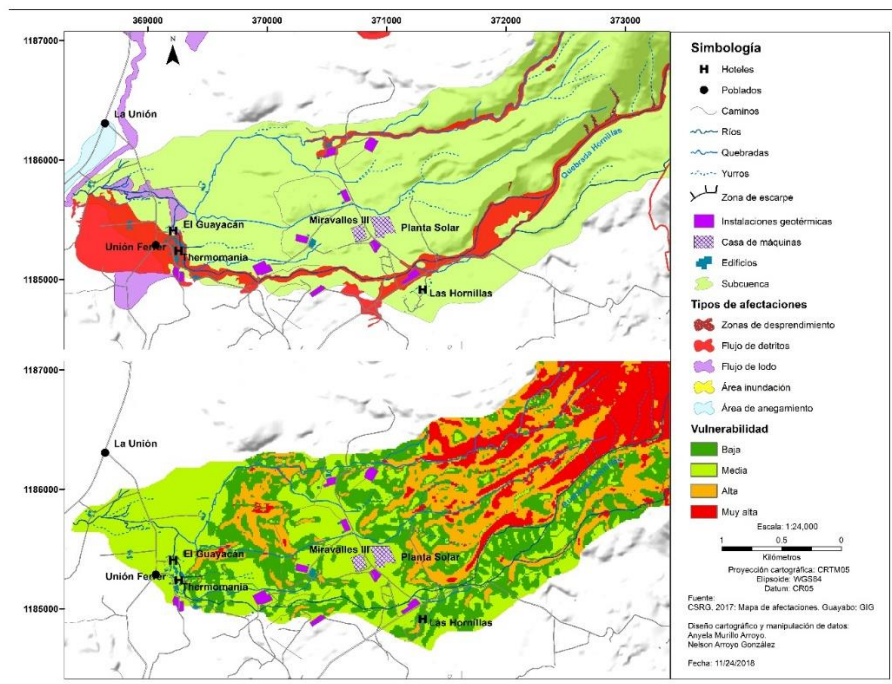 369000 370000 371000 372000 373000
1187000
N
La Unión
1186000
Quebrada Hornillas
El Guayacán
Miravalles III
Planta Solar
Unión Ferrer
Thermomania
1185000
Las Hornillas
1187000
La Unión
1186000
El Guayacán
Miravalles III
Planta Solar
Unión Ferrer
Thermomania
1185000
Las Hornillas
Simbología
H Hoteles
Poblados
Caminos
Ríos
Quebradas
Yurros
Zona de escarpe
Instalaciones geotérmicas
Casa de máquinas
Edificios
Subcuenca
Tipos de afectaciones
Zonas de desprendimiento
Flujo de detritos
Flujo de lodo
Área inundación
Área de anegamiento
Vulnerabilidad
Baja
Media
Alta
Muy alta
Escala: 1:24,000
1 0,5 0
Kilómetros
Proyección cartográfica: CRTM05
Elipsoide: WGS84
Datum: CR05
Fuente:
CSRG, 2017: Mapa de afectaciones. Guayabo: GIG
Diseño cartográfico y manipulación de datos:
Anyela Murillo Arroyo.
Nelson Arroyo González
Fecha: 11/24/2018